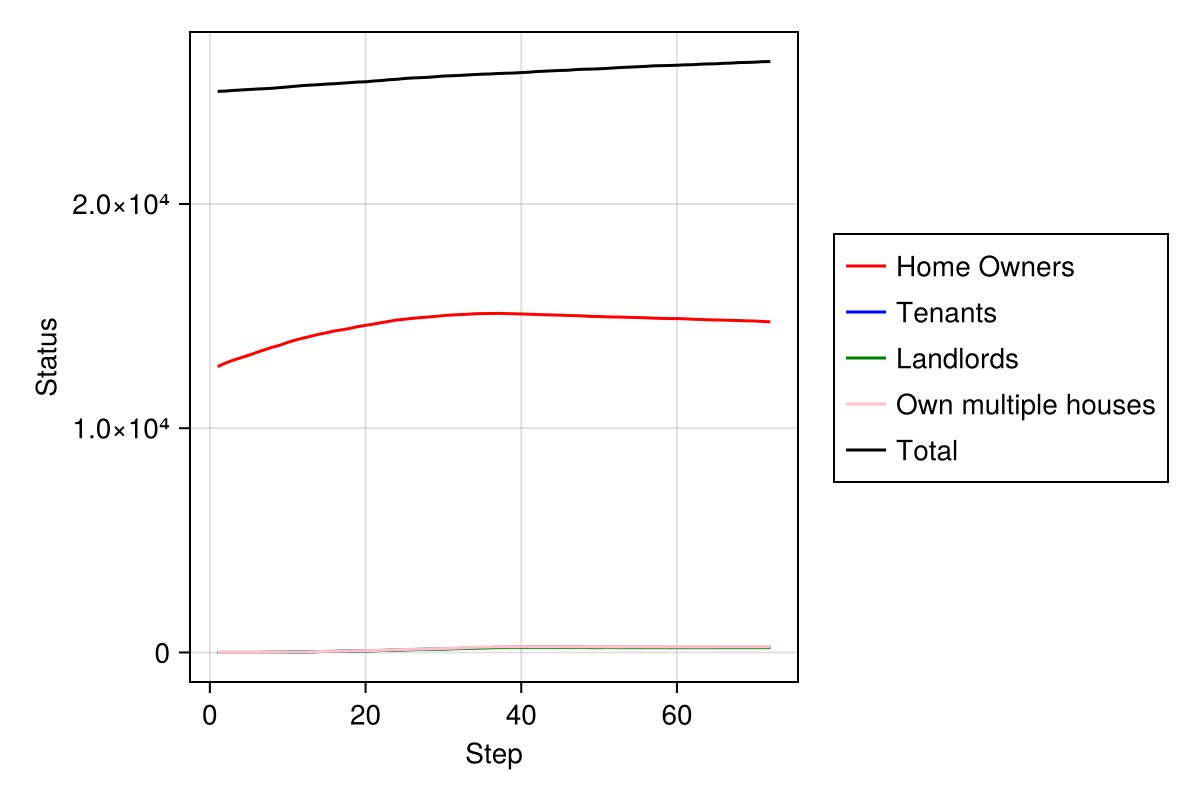 2.0×10⁴
1.0×10⁴
0
Status
0 20 40 60
Step
Home Owners
Tenants
Landlords
Own multiple houses
Total